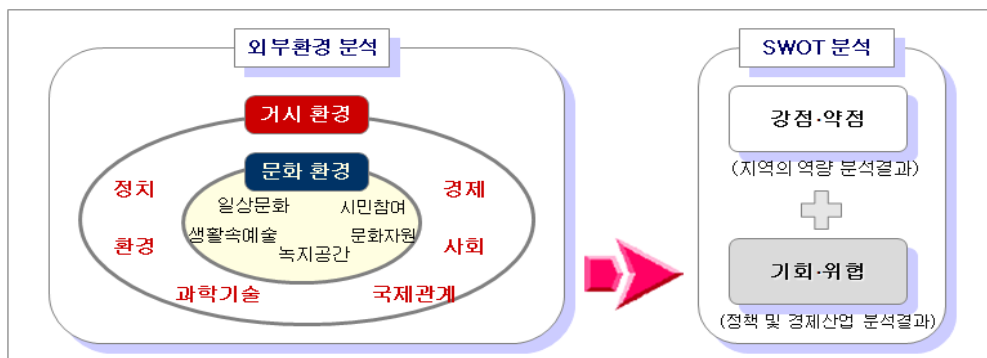 외부환경 분석
SWOT 분석
거시 환경
강점·약점
문화 환경
(지역의 역량 분석결과)
정치
경제
일상문화
시민참여
생활속예술
문화자원
환경
사회
녹지공간
기회·위협
과학기술
국제관계
(정책 및 경제산업 분석결과)